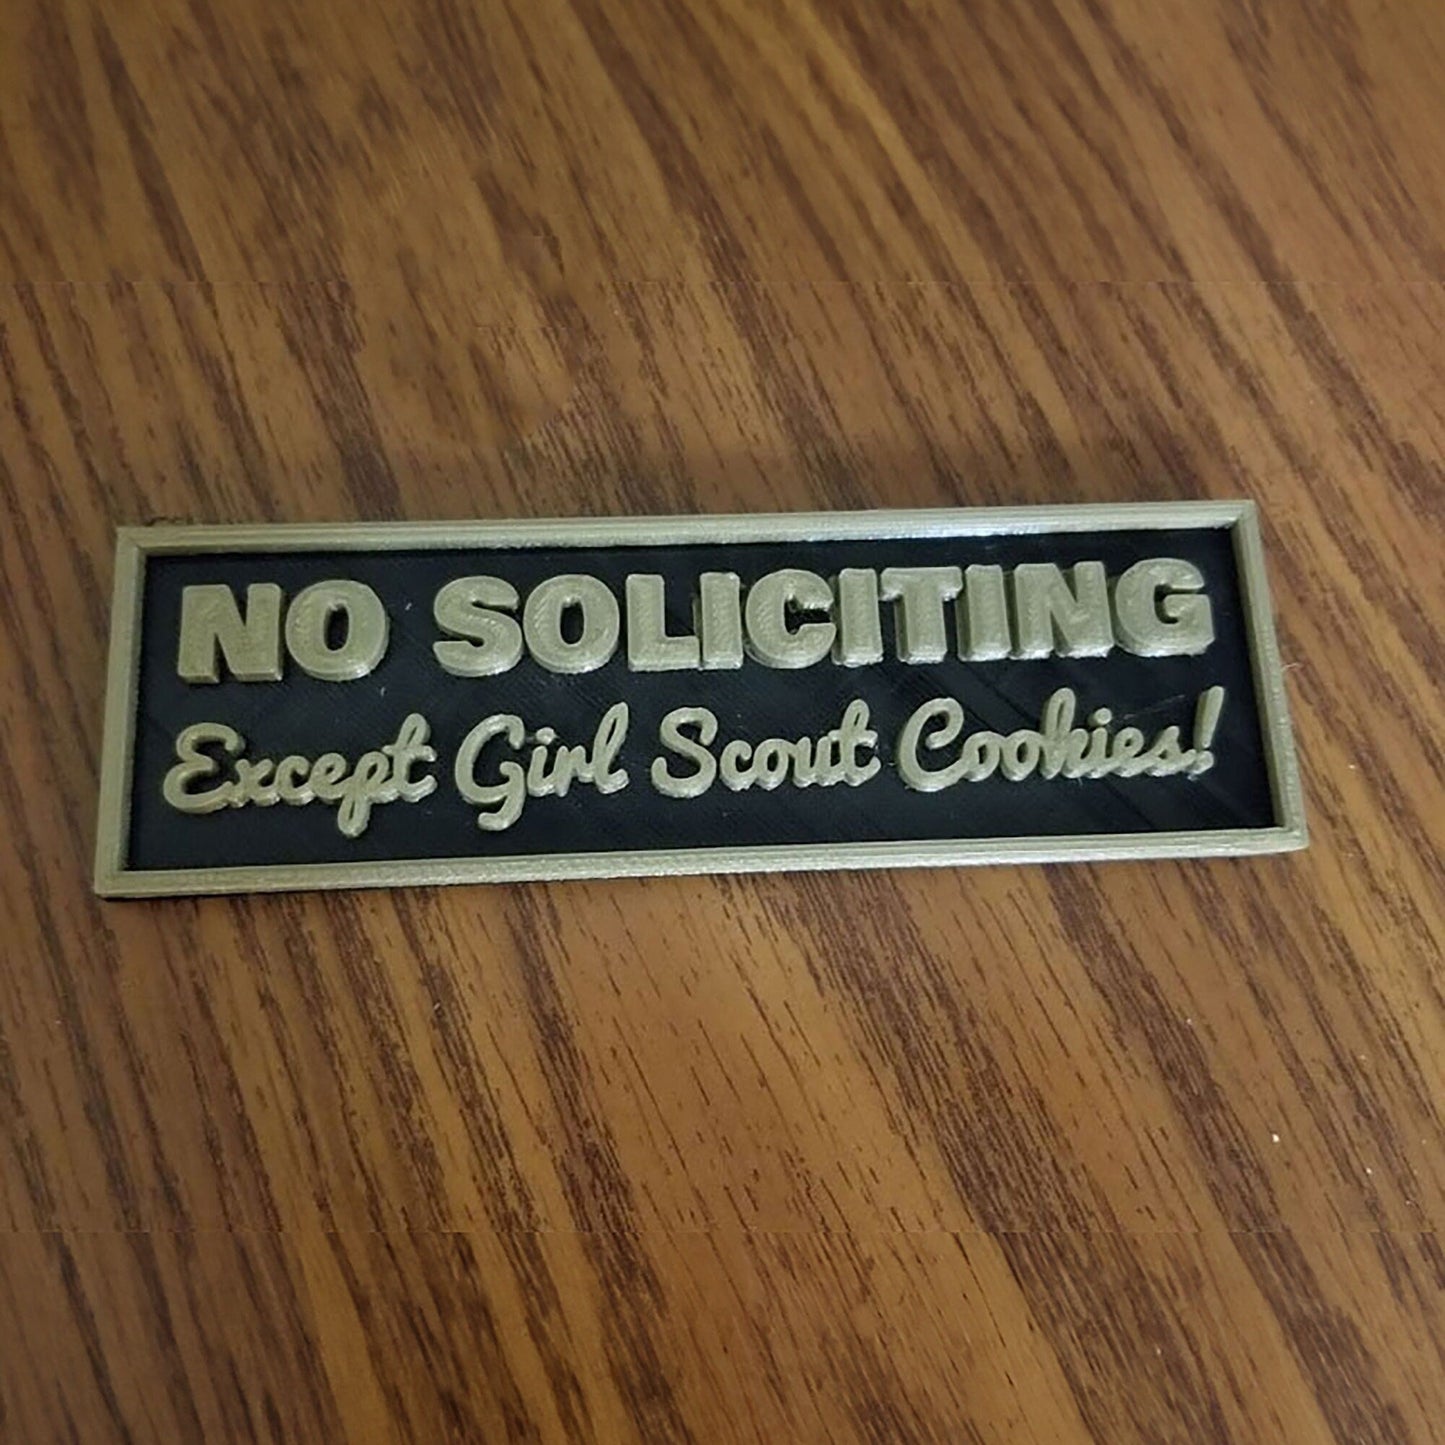 NO SOLICITING
Except Girl Scout Cookies!